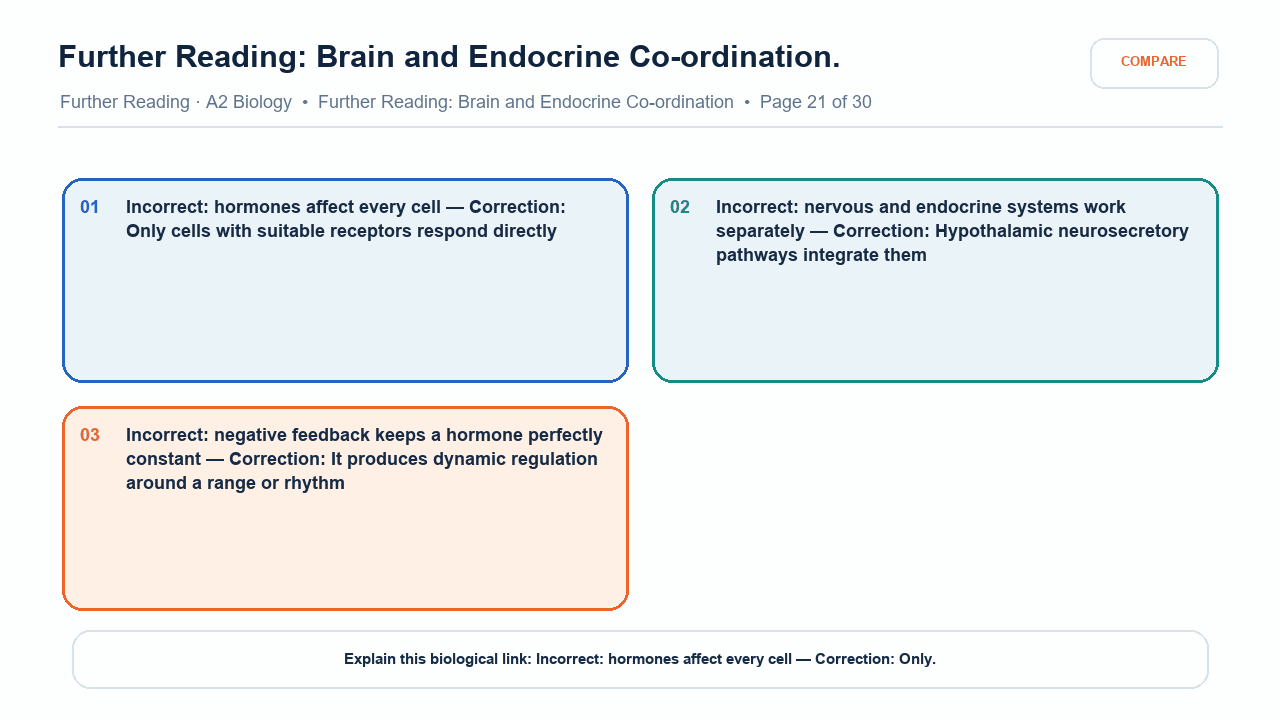 Further Reading: Brain and Endocrine Co-ordination.
COMPARE
Further Reading · A2 Biology • Further Reading: Brain and Endocrine Co-ordination • Page 21 of 30
01
Incorrect: hormones affect every cell — Correction:
Only cells with suitable receptors respond directly
02
Incorrect: nervous and endocrine systems work
separately — Correction: Hypothalamic neurosecretory
pathways integrate them
03
Incorrect: negative feedback keeps a hormone perfectly
constant — Correction: It produces dynamic regulation
around a range or rhythm
Explain this biological link: Incorrect: hormones affect every cell — Correction: Only.